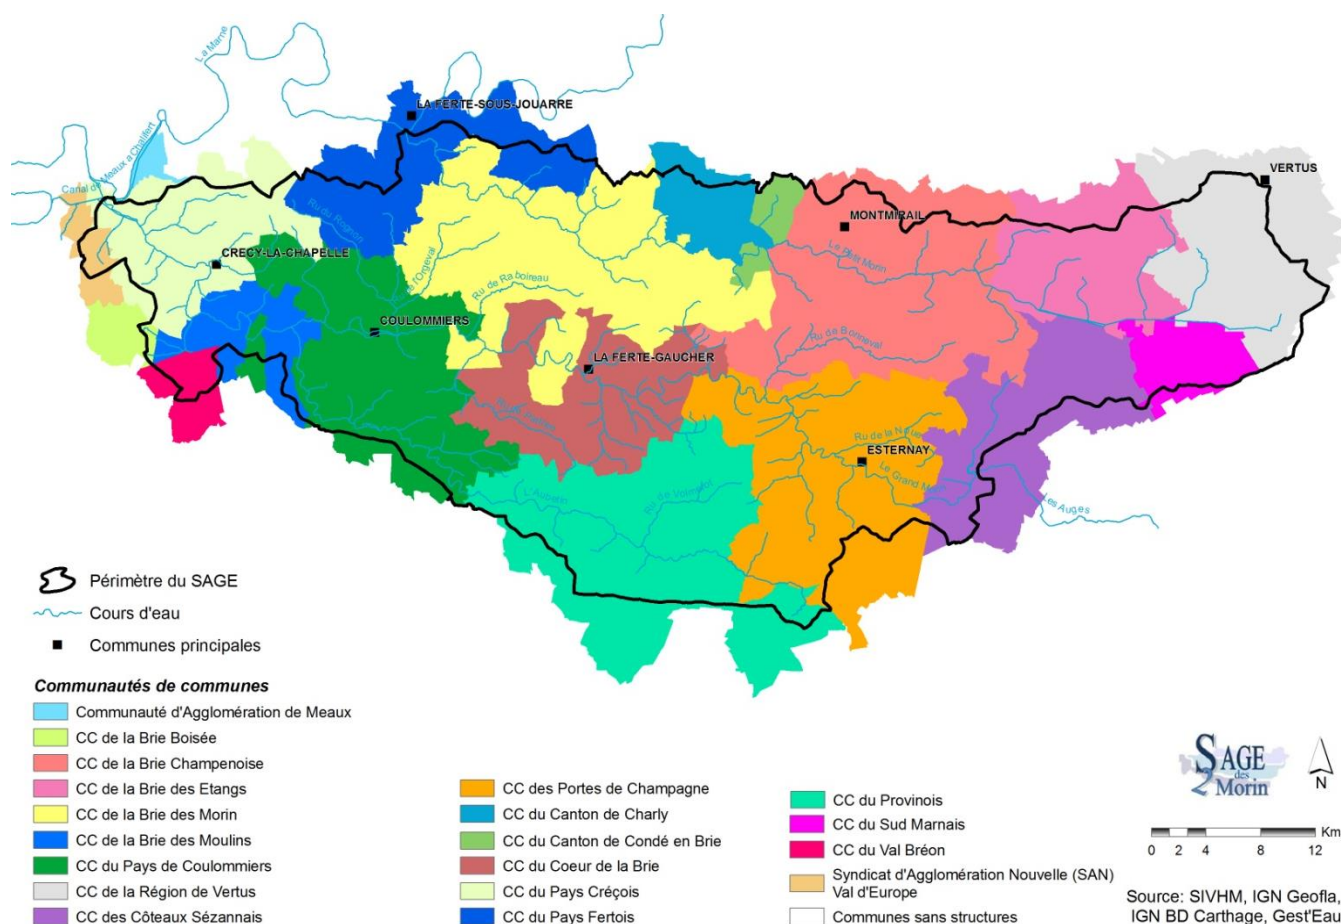 La Marne
LA FERTE-SOUS-JOUARRE
Canal de Meaux à Chalifert
VERTUS
MONTMIRAIL
Ru du Rognon
CRECY-LA-CHAPELLE
Le Petit Morin
de l'Orgeval
Ru de Raboireau
COULOMMIERS
Ru de Bonneval
LA FERTE-GAUCHER
Ru de la Noue
ESTERNAY
Le Grand Morin
L'Aubetin
Ru de Volmerot
Les Auges
Périmètre du SAGE
Cours d'eau
Communes principales
Communautés de communes
Communauté d'Agglomération de Meaux
CC de la Brie Boisée
CC de la Brie Champenoise
CC de la Brie des Etangs
CC de la Brie des Morin
CC de la Brie des Moulins
CC du Pays de Coulommiers
CC de la Région de Vertus
CC des Côteaux Sézannais
CC des Portes de Champagne
CC du Canton de Charly
CC du Canton de Condé en Brie
CC du Coeur de la Brie
CC du Pays Créçois
CC du Pays Fertois
CC du Provinois
CC du Sud Marnais
CC du Val Bréon
Syndicat d'Agglomération Nouvelle (SAN)
Val d'Europe
Communes sans structures
SAGE
des
2 Morin
N
Km
0 2 4 8 12
Source: SIVHM, IGN Geofla,
IGN BD Carthage, Gest'Eau